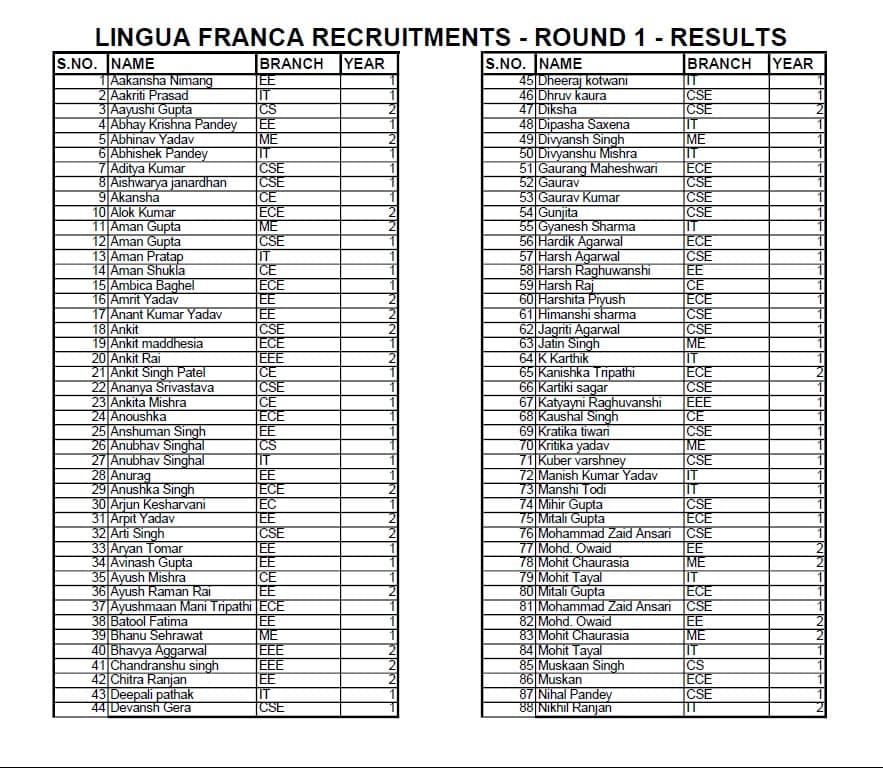 LINGUA FRANCA RECRUITMENTS - ROUND 1 - RESULTS
S.NO. NAME BRANCH YEAR
1 Aakansha Nimang EE 1
2 Aakriti Prasad IT 1
3 Aayushi Gupta CS 2
4 Abhay Krishna Pandey EE 1
5 Abhinav Yadav ME 2
6 Abhishek Pandey IT 1
7 Aditya Kumar CSE 1
8 Aishwarya janardhan CSE 1
9 Akansha CE 1
10 Alok Kumar ECE 2
11 Aman Gupta ME 2
12 Aman Gupta CSE 1
13 Aman Pratap IT 1
14 Aman Shukla CE 1
15 Ambica Baghel ECE 1
16 Amrit Yadav EE 2
17 Anant Kumar Yadav EE 2
18 Ankit CSE 2
19 Ankit maddhesia ECE 1
20 Ankit Rai EEE 2
21 Ankit Singh Patel CE 1
22 Ananya Srivastava CSE 1
23 Ankita Mishra CE 1
24 Anoushka ECE 1
25 Anshuman Singh EE 1
26 Anubhav Singhal CS 1
27 Anubhav Singhal IT 1
28 Anurag EE 1
29 Anushka Singh ECE 2
30 Arjun Kesharvani EC 1
31 Arpit Yadav EE 2
32 Arti Singh CSE 2
33 Aryan Tomar EE 1
34 Avinash Gupta EE 1
35 Ayush Mishra CE 1
36 Ayush Raman Rai EE 2
37 Ayushmaan Mani Tripathi ECE 1
38 Batool Fatima EE 1
39 Bhanu Sehrawat ME 1
40 Bhavya Aggarwal EEE 2
41 Chandranshu singh EEE 2
42 Chitra Ranjan EE 2
43 Deepali pathak IT 1
44 Devansh Gera CSE 1
S.NO. NAME BRANCH YEAR
45 Dheeraj kotwani IT 1
46 Dhruv kaura CSE 1
47 Diksha CSE 2
48 Dipasha Saxena IT 1
49 Divyansh Singh ME 1
50 Divyanshu Mishra IT 1
51 Gaurang Maheshwari ECE 1
52 Gaurav CSE 1
53 Gaurav Kumar CSE 1
54 Gunjita CSE 1
55 Gyanesh Sharma IT 1
56 Hardik Agarwal ECE 1
57 Harsh Agarwal CSE 1
58 Harsh Raghuwanshi EE 1
59 Harsh Raj CE 1
60 Harshita Piyush ECE 1
61 Himanshi sharma CSE 1
62 Jagriti Agarwal CSE 1
63 Jatin Singh ME 1
64 K Karthik IT 1
65 Kanishka Tripathi ECE 2
66 Kartiki sagar CSE 1
67 Katyayni Raghuvanshi EEE 1
68 Kaushal Singh CE 1
69 Kratika tiwari CSE 1
70 Kritika yadav ME 1
71 Kuber varshney CSE 1
72 Manish Kumar Yadav IT 1
73 Manshi Todi IT 1
74 Mihir Gupta CSE 1
75 Mitali Gupta ECE 1
76 Mohammad Zaid Ansari CSE 1
77 Mohd. Owaid EE 2
78 Mohit Chaurasia ME 2
79 Mohit Tayal IT 1
80 Mitali Gupta ECE 1
81 Mohammad Zaid Ansari CSE 1
82 Mohd. Owaid EE 2
83 Mohit Chaurasia ME 2
84 Mohit Tayal IT 1
85 Muskaan Singh CS 1
86 Muskan ECE 1
87 Nihal Pandey CSE 1
88 Nikhil Ranjan IT 2